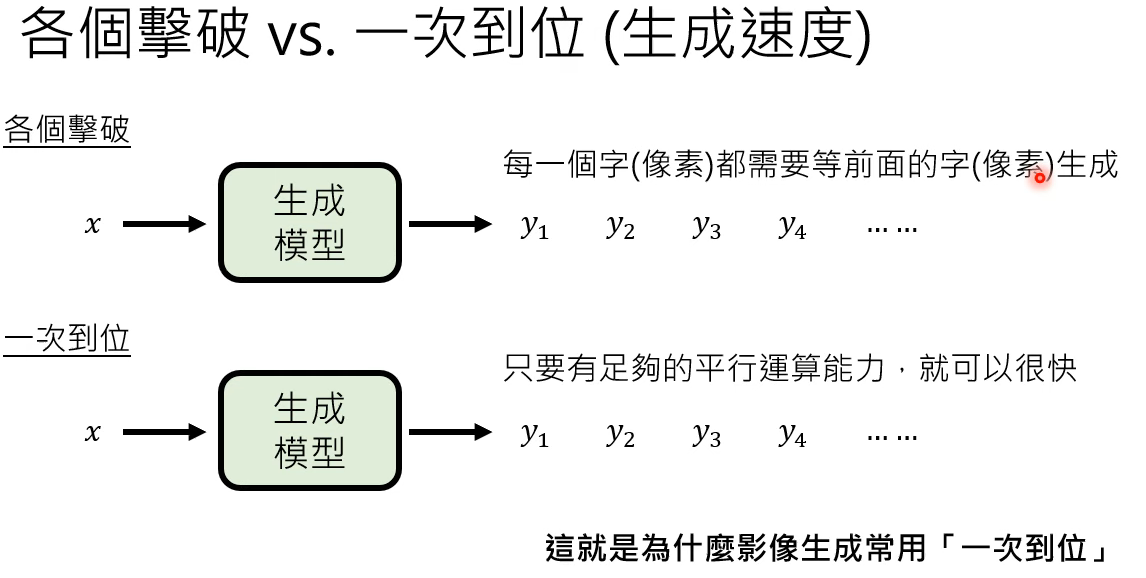 各個擊破 vs. 一次到位 (生成速度)
各個擊破
每一個字(像素)都需要等前面的字(像素)生成
x
生成
模型
y₁ y₂ y₃ y₄ ... ...
一次到位
只要有足夠的平行運算能力，就可以很快
x
生成
模型
y₁ y₂ y₃ y₄ ... ...
這就是為什麼影像生成常用「一次到位」